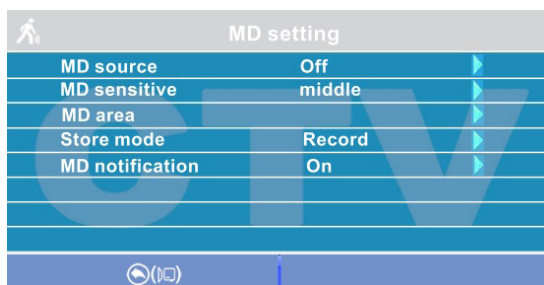 MD setting
MD source Off
MD sensitive middle
MD area
Store mode Record
MD notification On
CTV